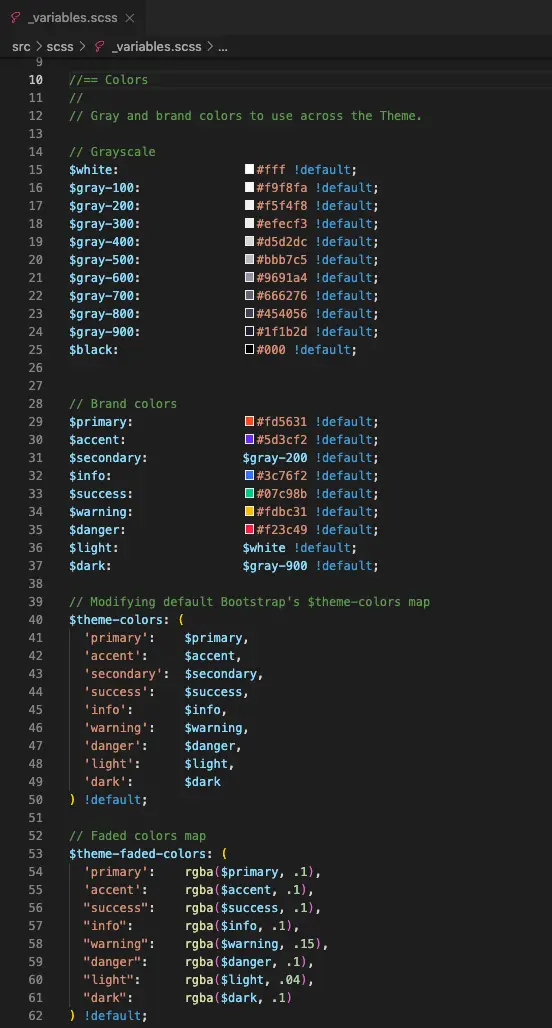 _variables.scss ×
src > scss > _variables.scss > ...
9
10 //== Colors
11 //
12 // Gray and brand colors to use across the Theme.
13
14 // Grayscale
15 $white: #fff !default;
16 $gray-100: #f9f8fa !default;
17 $gray-200: #f5f4f8 !default;
18 $gray-300: #efecf3 !default;
19 $gray-400: #d5d2dc !default;
20 $gray-500: #bbb7c5 !default;
21 $gray-600: #9691a4 !default;
22 $gray-700: #666276 !default;
23 $gray-800: #454056 !default;
24 $gray-900: #1f1b2d !default;
25 $black: #000 !default;
26
27
28 // Brand colors
29 $primary: #fd5631 !default;
30 $accent: #5d3cf2 !default;
31 $secondary: $gray-200 !default;
32 $info: #3c76f2 !default;
33 $success: #07c98b !default;
34 $warning: #fdbc31 !default;
35 $danger: #f23c49 !default;
36 $light: $white !default;
37 $dark: $gray-900 !default;
38
39 // Modifying default Bootstrap's $theme-colors map
40 $theme-colors: (
41 'primary': $primary,
42 'accent': $accent,
43 'secondary': $secondary,
44 'success': $success,
45 'info': $info,
46 'warning': $warning,
47 'danger': $danger,
48 'light': $light,
49 'dark': $dark
50 ) !default;
51
52 // Faded colors map
53 $theme-faded-colors: (
54 'primary': rgba($primary, .1),
55 'accent': rgba($accent, .1),
56 "success": rgba($success, .1),
57 "info": rgba($info, .1),
58 "warning": rgba($warning, .15),
59 "danger": rgba($danger, .1),
60 "light": rgba($light, .04),
61 "dark": rgba($dark, .1)
62 ) !default;